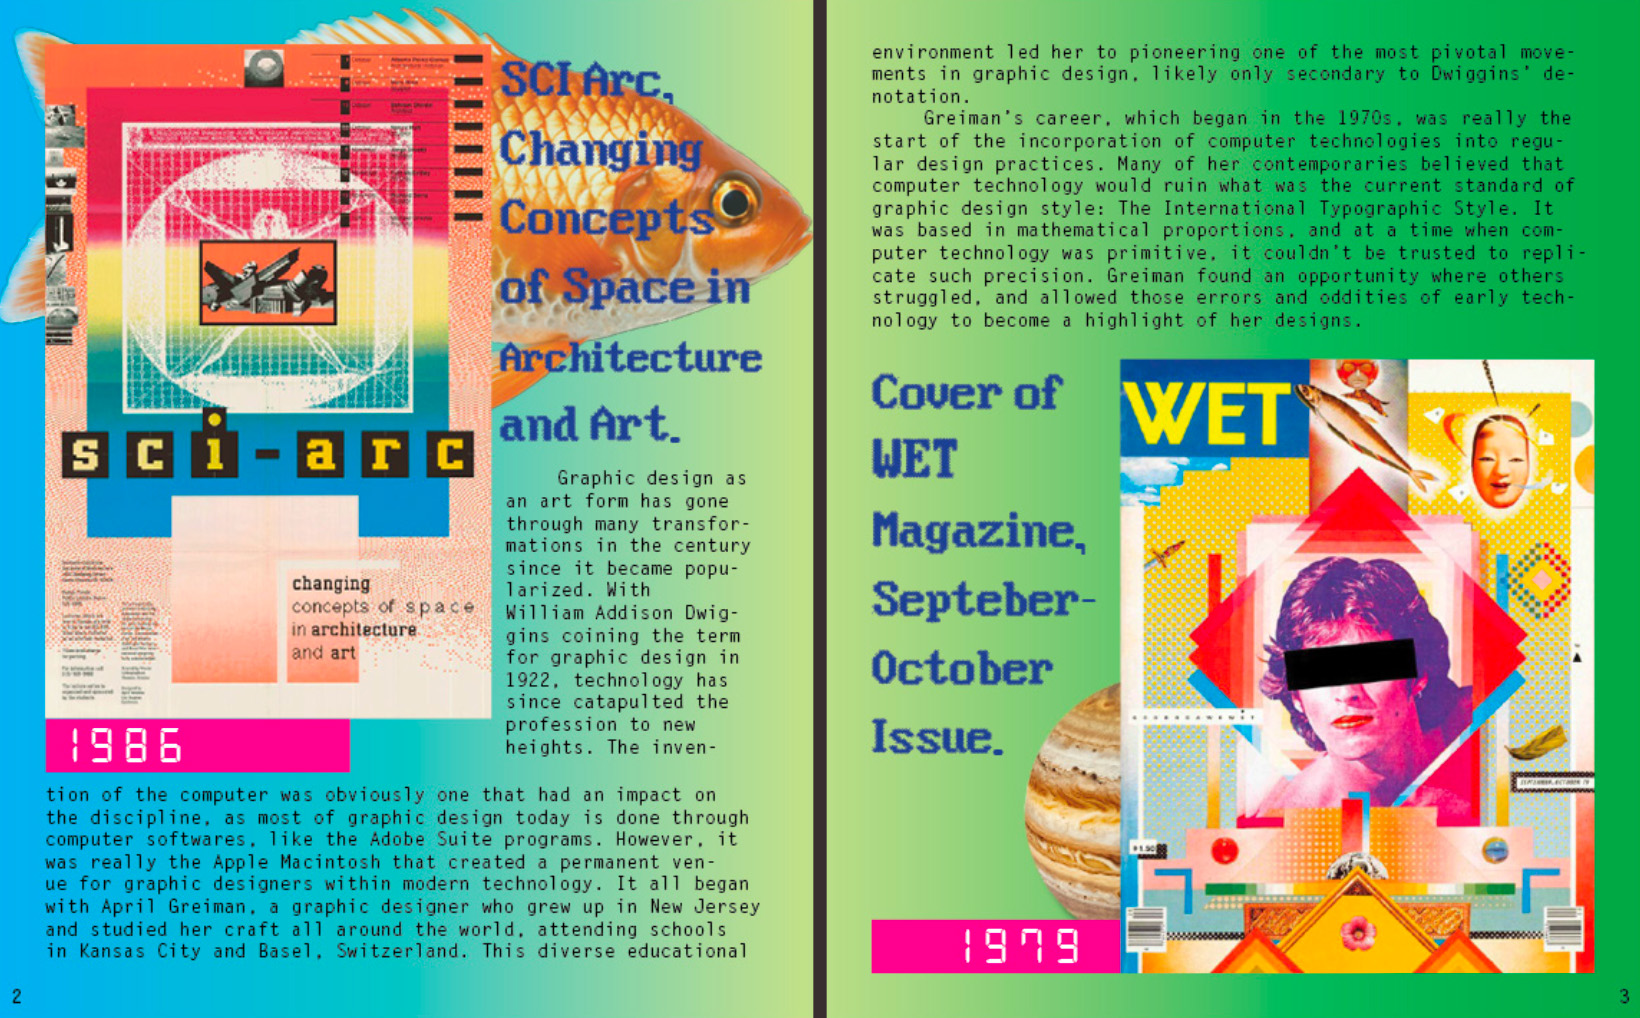 SCI Arc,
Changing
Concepts
of Space in
Architecture
and Art.
sci-arc
changing
concepts of space
in architecture
and art
1986
Graphic design as
an art form has gone
through many transfor-
mations in the century
since it became popu-
larized. With
William Addison Dwig-
gins coining the term
for graphic design in
1922, technology has
since catapulted the
profession to new
heights. The inven-
tion of the computer was obviously one that had an impact on
the discipline, as most of graphic design today is done through
computer softwares, like the Adobe Suite programs. However, it
was really the Apple Macintosh that created a permanent ven-
ue for graphic designers within modern technology. It all began
with April Greiman, a graphic designer who grew up in New Jersey
and studied her craft all around the world, attending schools
in Kansas City and Basel, Switzerland. This diverse educational
2
environment led her to pioneering one of the most pivotal move-
ments in graphic design, likely only secondary to Dwiggins' de-
notation.
Greiman's career, which began in the 1970s, was really the
start of the incorporation of computer technologies into regu-
lar design practices. Many of her contemporaries believed that
computer technology would ruin what was the current standard of
graphic design style: The International Typographic Style. It
was based in mathematical proportions, and at a time when com-
puter technology was primitive, it couldn't be trusted to repli-
cate such precision. Greiman found an opportunity where others
struggled, and allowed those errors and oddities of early tech-
nology to become a highlight of her designs.
Cover of
WET
Magazine,
Septeber-
October
Issue.
WET
$1.50
1979
3